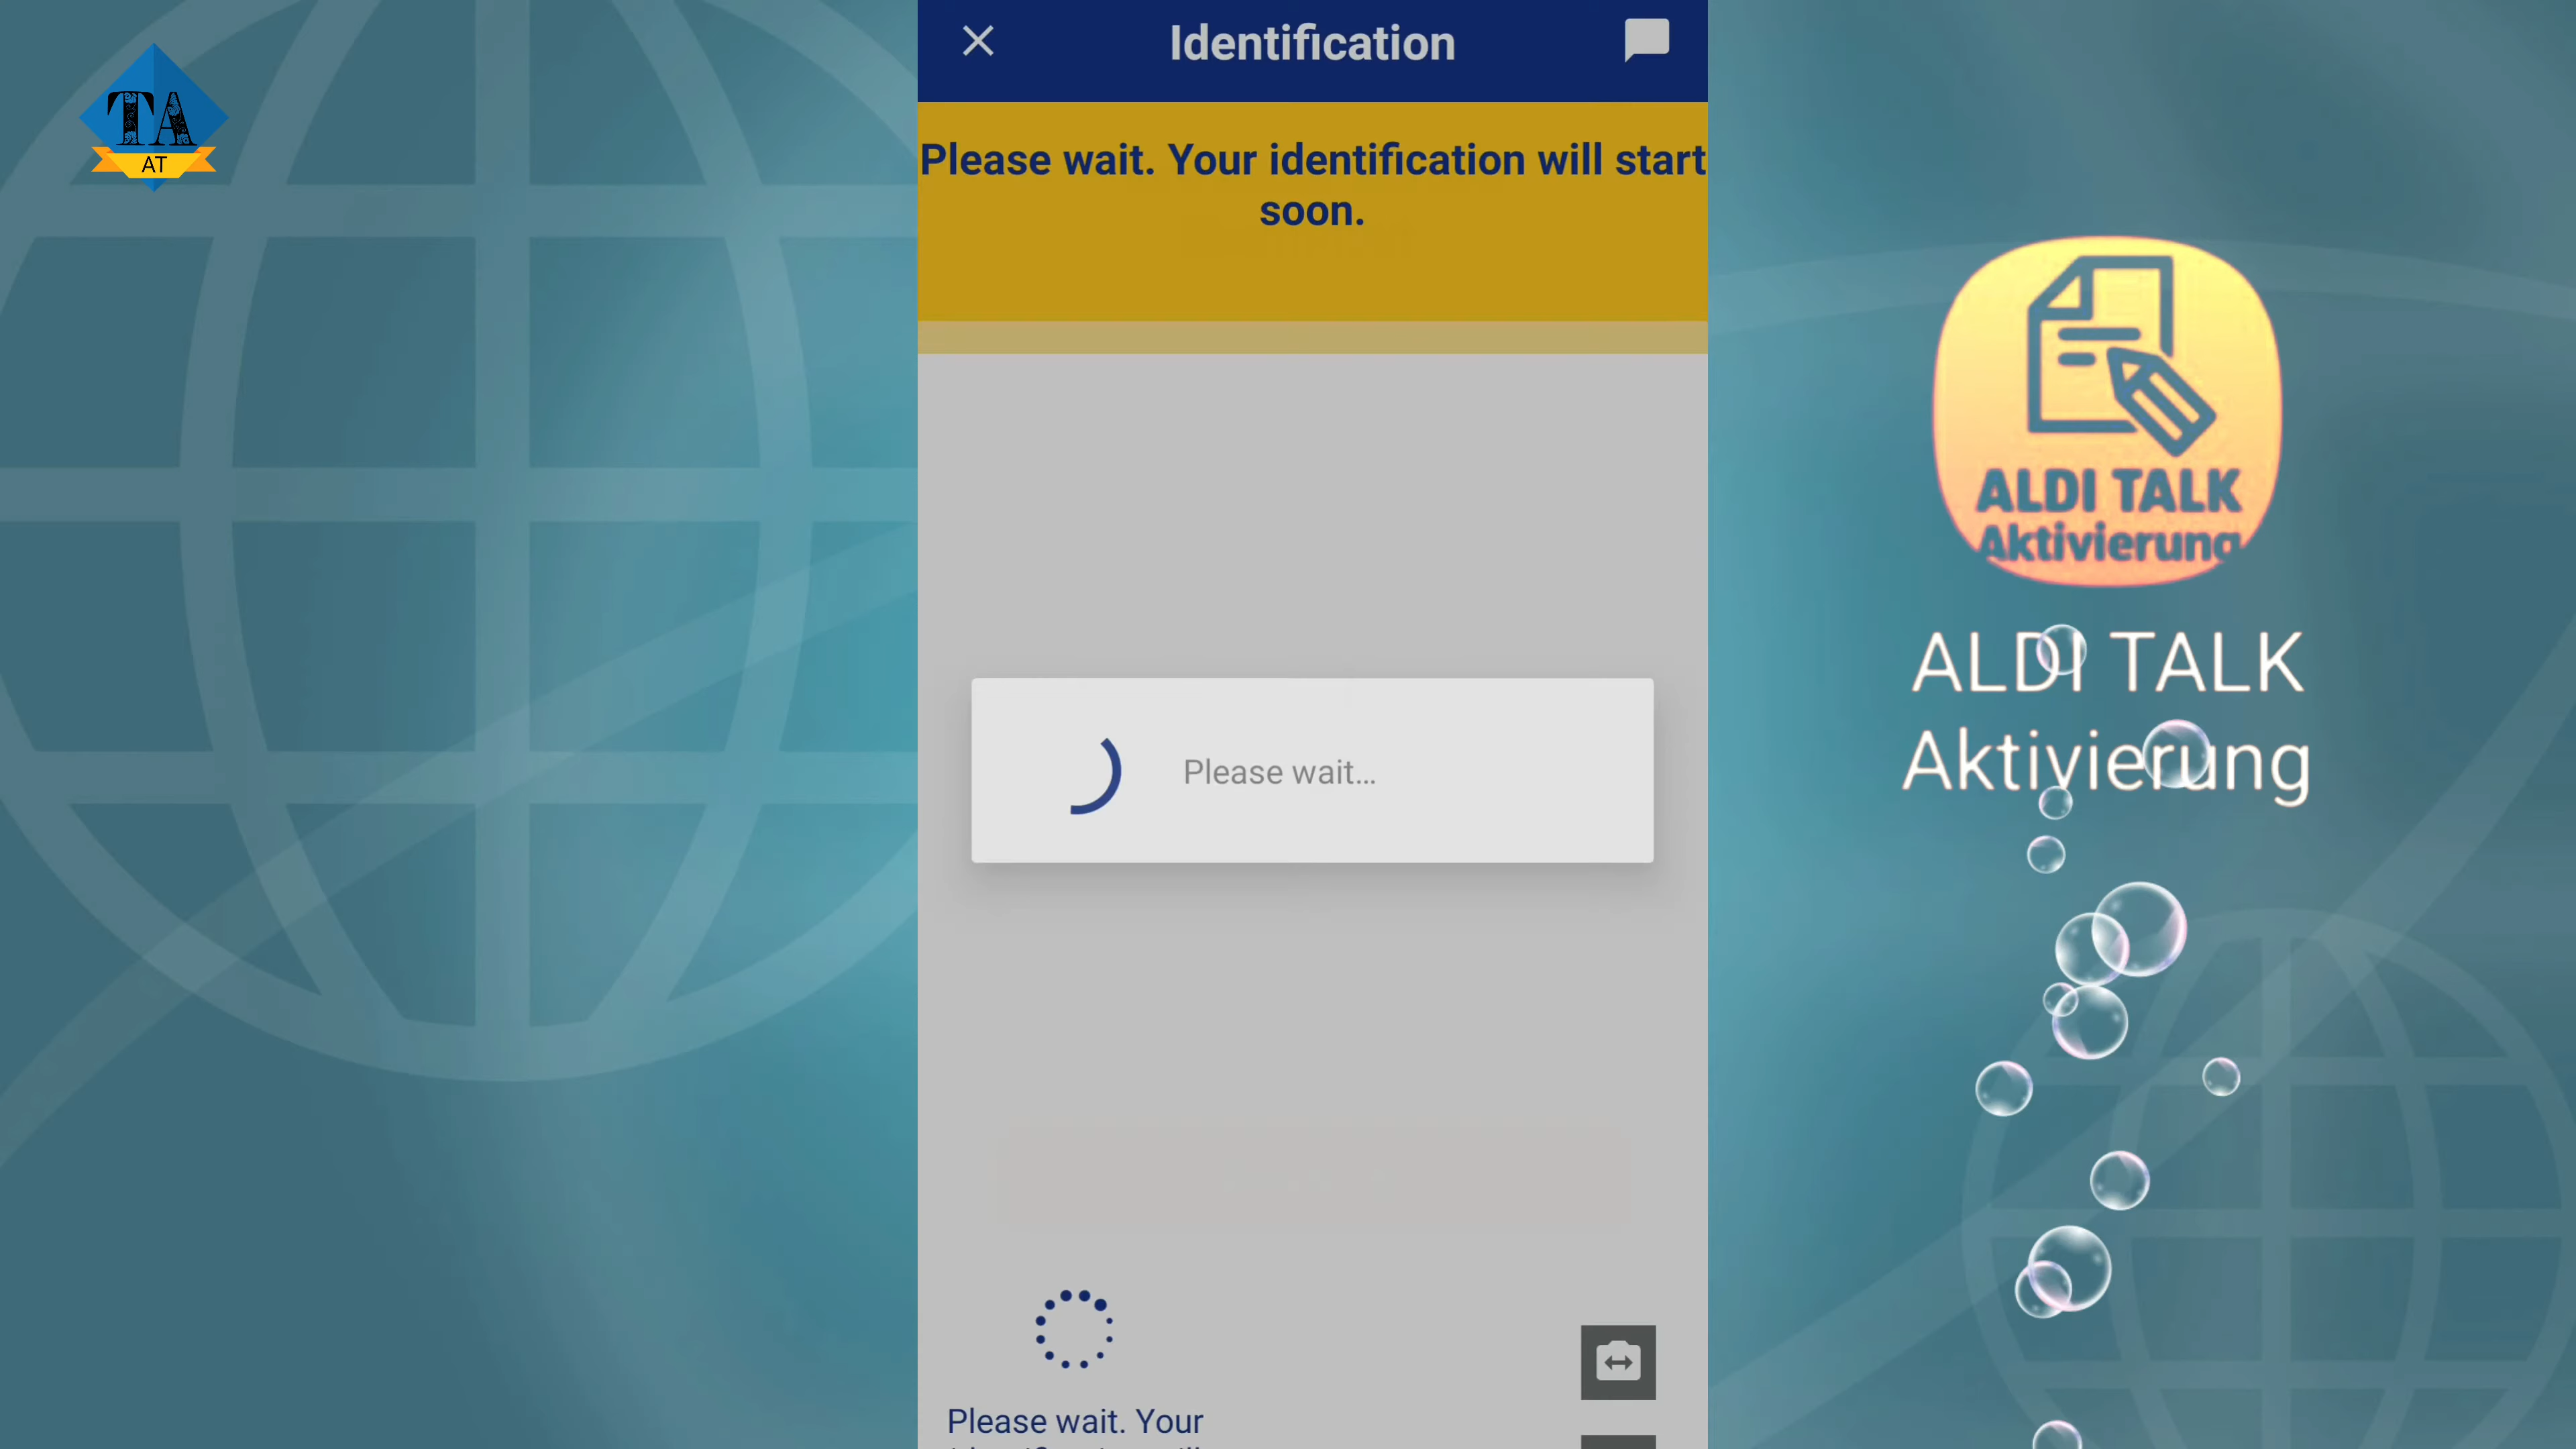 TA
AT
Identification
Please wait. Your identification will start
soon.
Please wait...
Please wait. Your
ALDI TALK
Aktivierung
ALDI TALK
Aktivierung